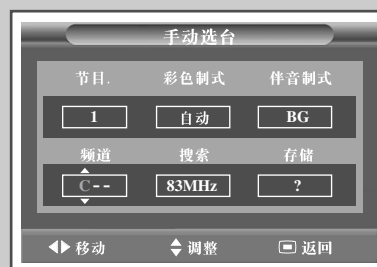 手动选台
节目. 彩色制式 伴音制式
1 自动 BG
频道 搜索 存储
C-- 83MHz ?
移动 调整 返回